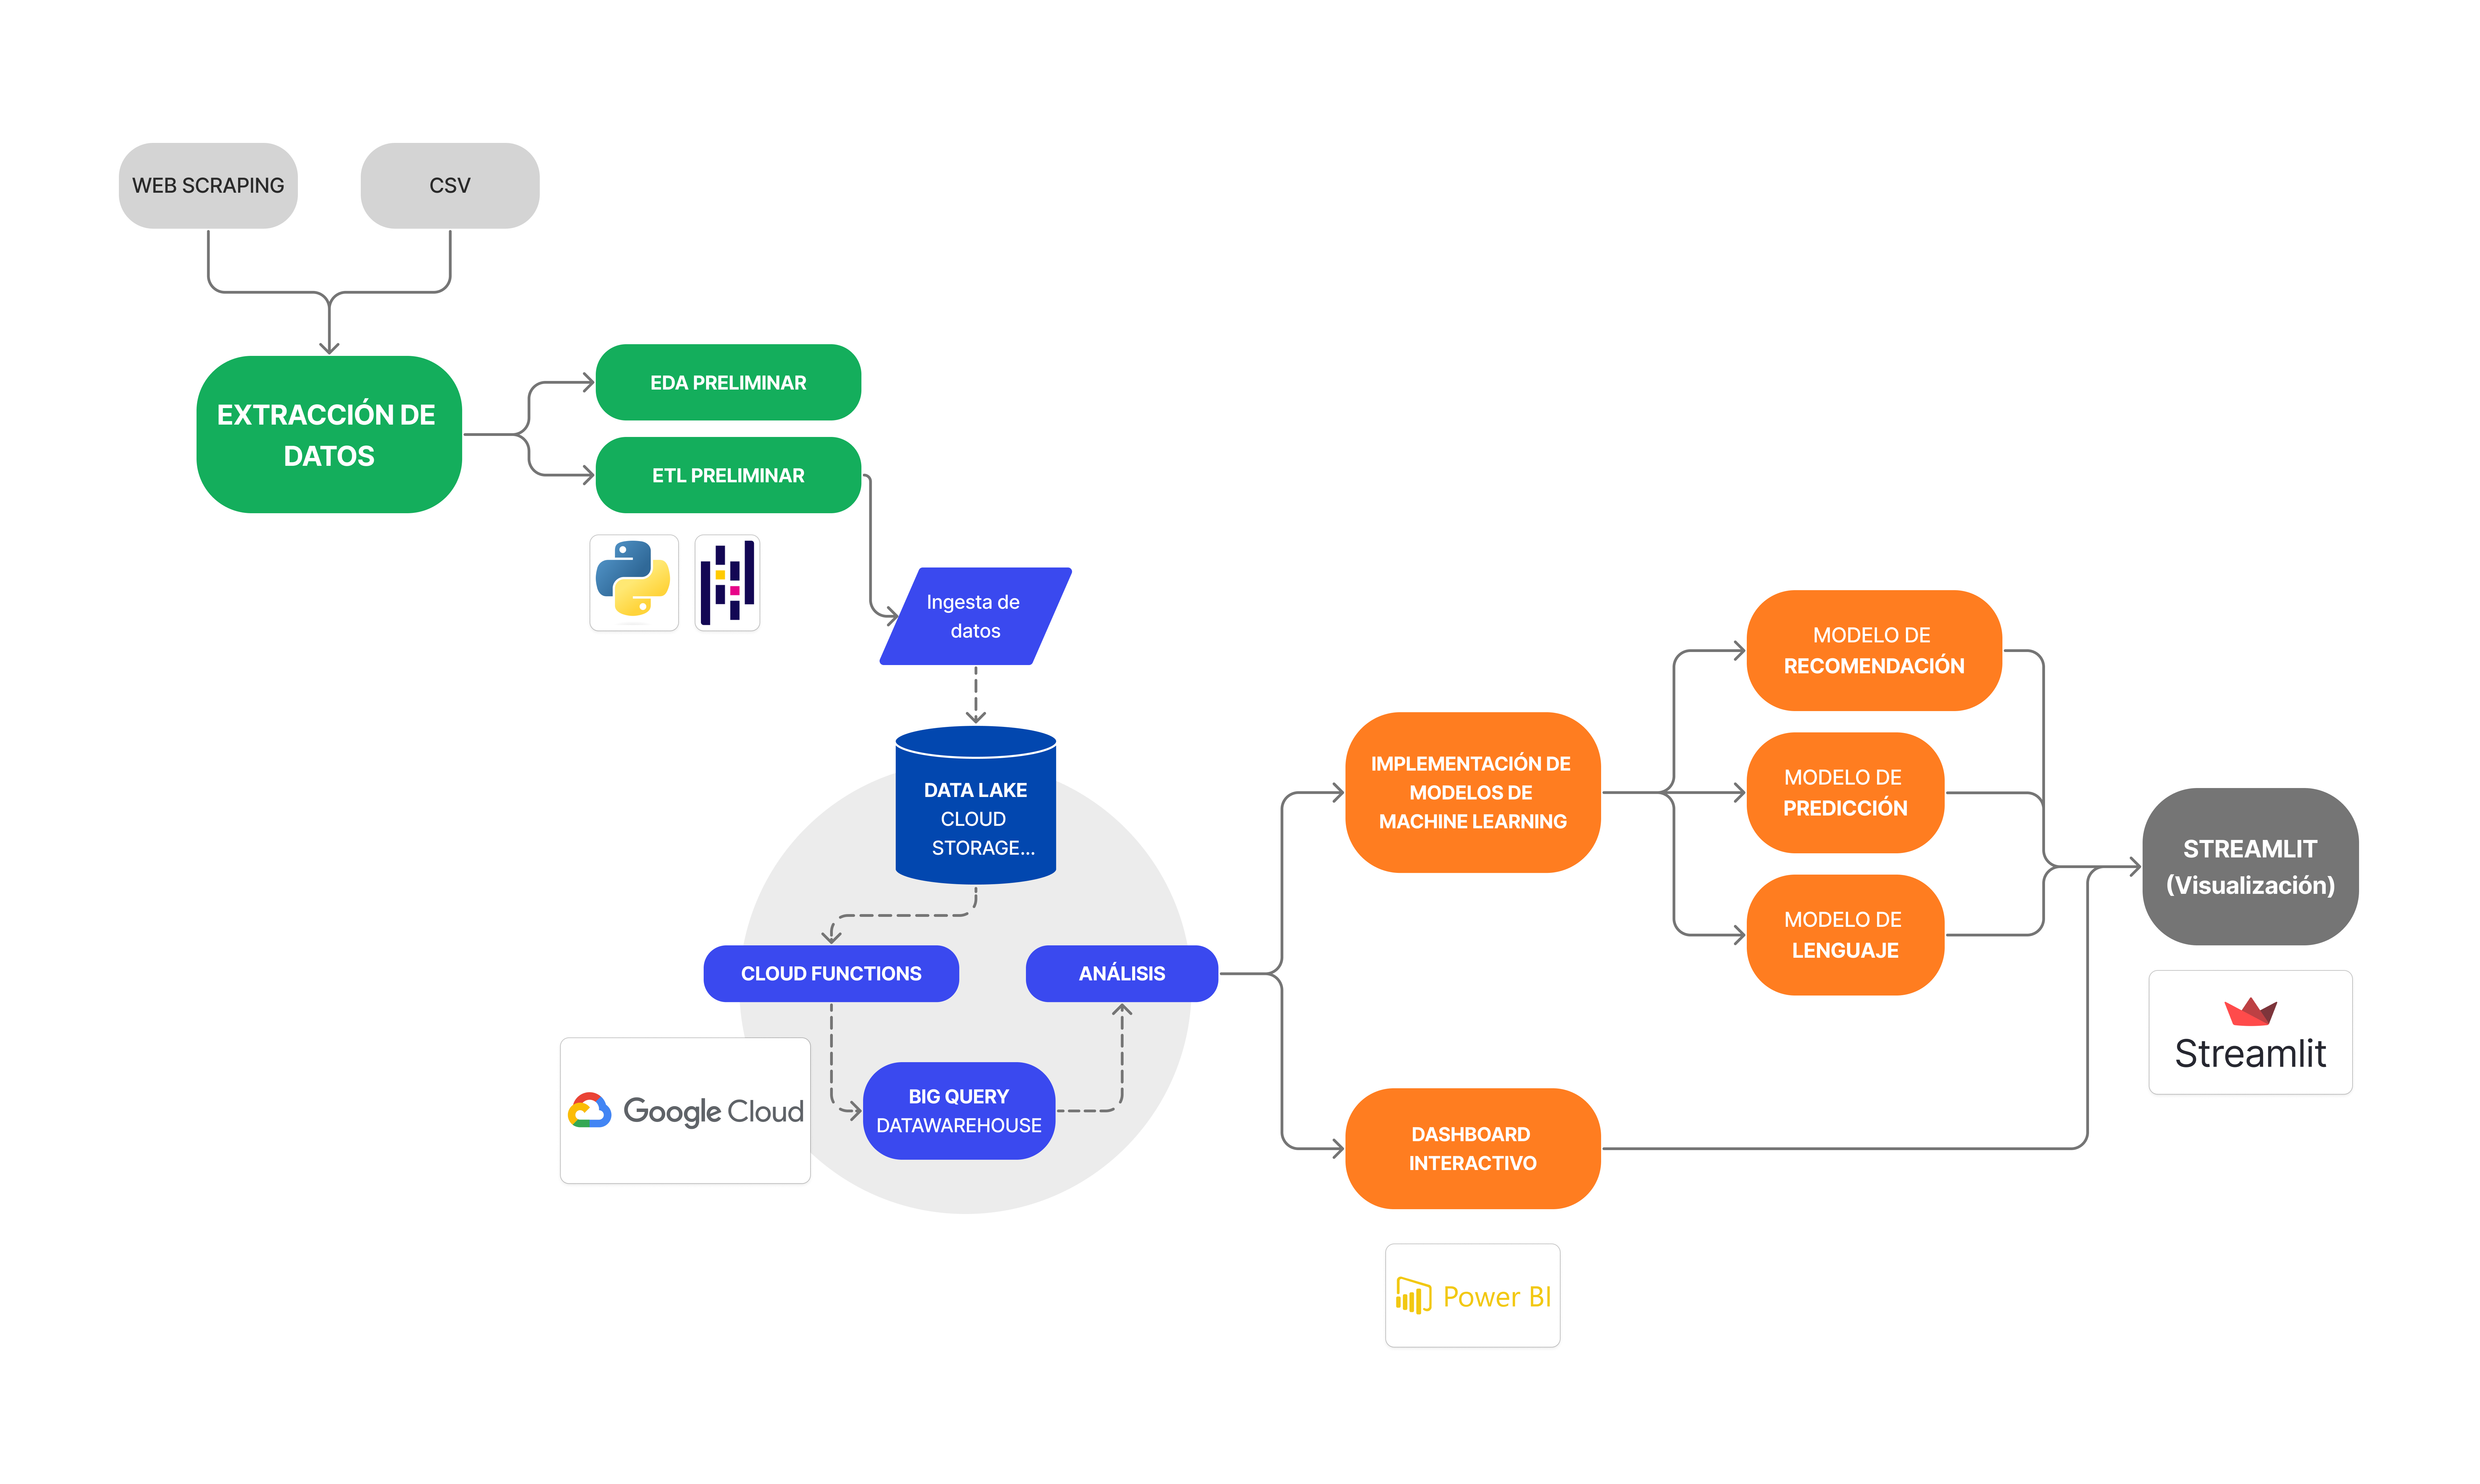 WEB SCRAPING
CSV
EXTRACCIÓN DE
DATOS
EDA PRELIMINAR
ETL PRELIMINAR
Ingesta de
datos
DATA LAKE
CLOUD
STORAGE...
CLOUD FUNCTIONS
ANÁLISIS
BIG QUERY
DATAWAREHOUSE
Google Cloud
IMPLEMENTACIÓN DE
MODELOS DE
MACHINE LEARNING
MODELO DE
RECOMENDACIÓN
MODELO DE
PREDICCIÓN
MODELO DE
LENGUAJE
DASHBOARD
INTERACTIVO
Power BI
STREAMLIT
(Visualización)
Streamlit